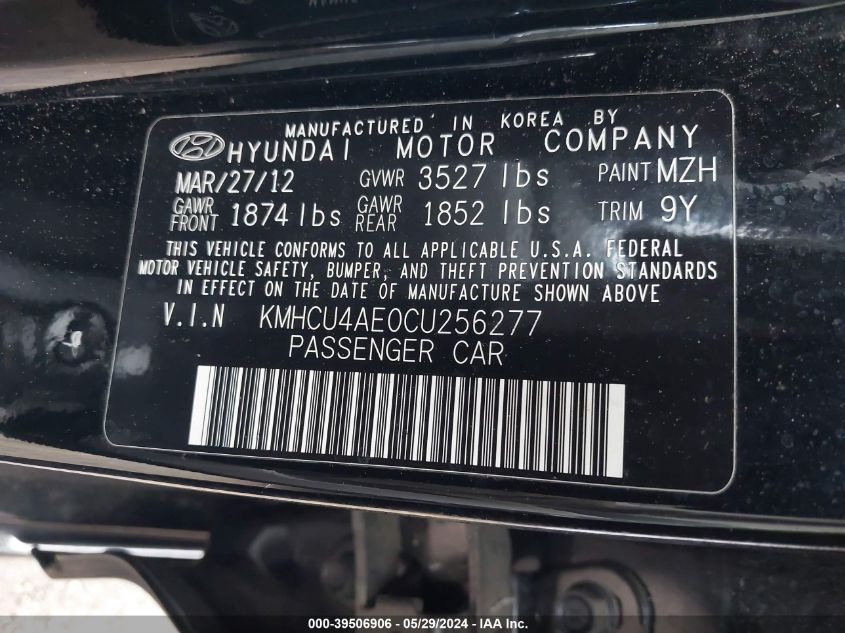 MANUFACTURED IN KOREA BY
HYUNDAI MOTOR COMPANY
MAR/27/12 GVWR 3527 lbs PAINT MZH
GAWR FRONT 1874 lbs GAWR REAR 1852 lbs TRIM 9Y
THIS VEHICLE CONFORMS TO ALL APPLICABLE U.S.A. FEDERAL
MOTOR VEHICLE SAFETY, BUMPER, AND THEFT PREVENTION STANDARDS
IN EFFECT ON THE DATE OF MANUFACTURE SHOWN ABOVE
V.I.N KMHCU4AE0CU256277
PASSENGER CAR
000-39506906 - 05/29/2024 - IAA Inc.